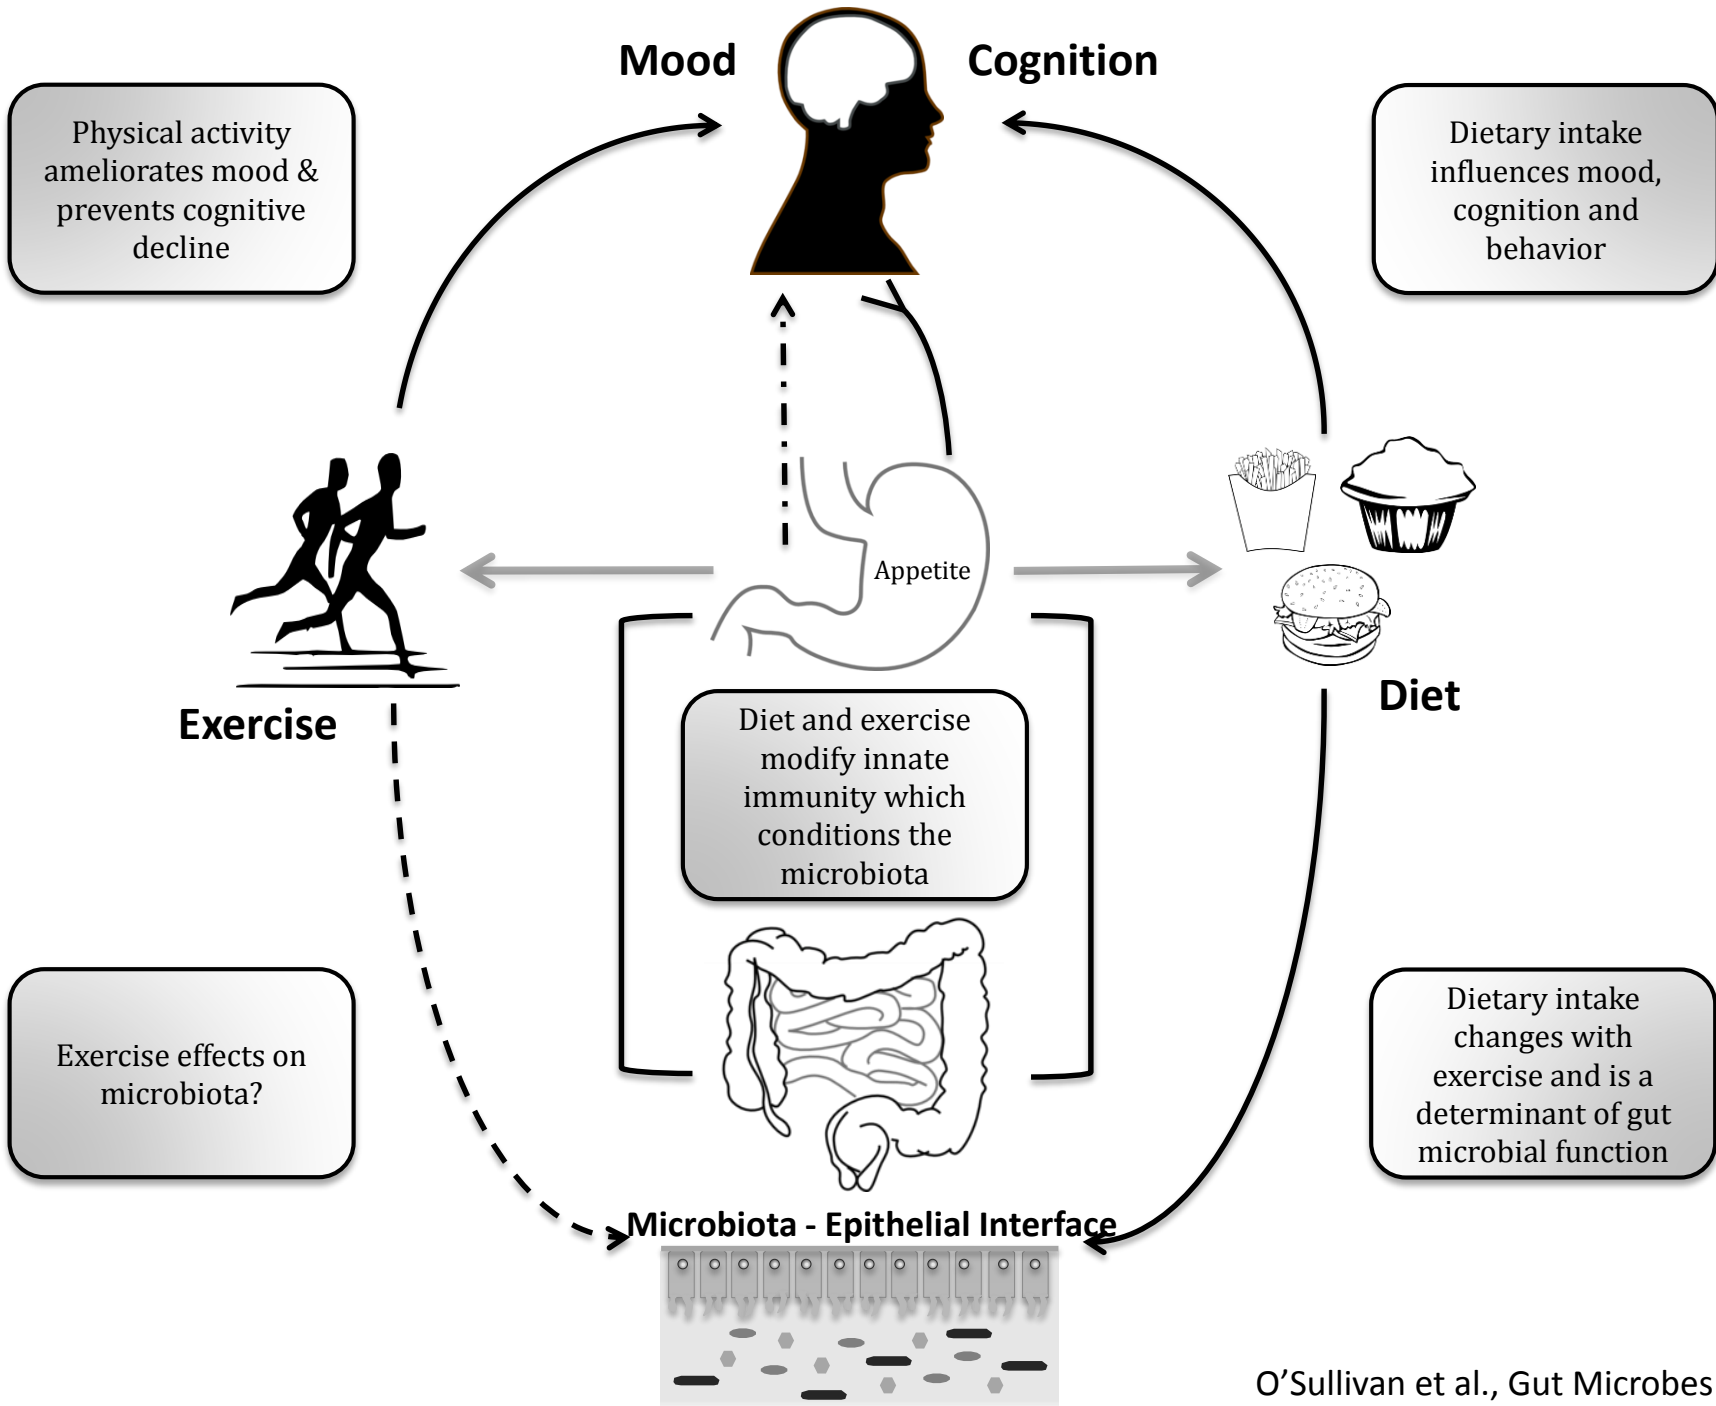 Mood
Cognition
Physical activity
ameliorates mood &
prevents cognitive
decline
Dietary intake
influences mood,
cognition and
behavior
Appetite
Exercise
Diet
Diet and exercise
modify innate
immunity which
conditions the
microbiota
Exercise effects on
microbiota?
Dietary intake
changes with
exercise and is a
determinant of gut
microbial function
Microbiota - Epithelial Interface
O’Sullivan et al., Gut Microbes